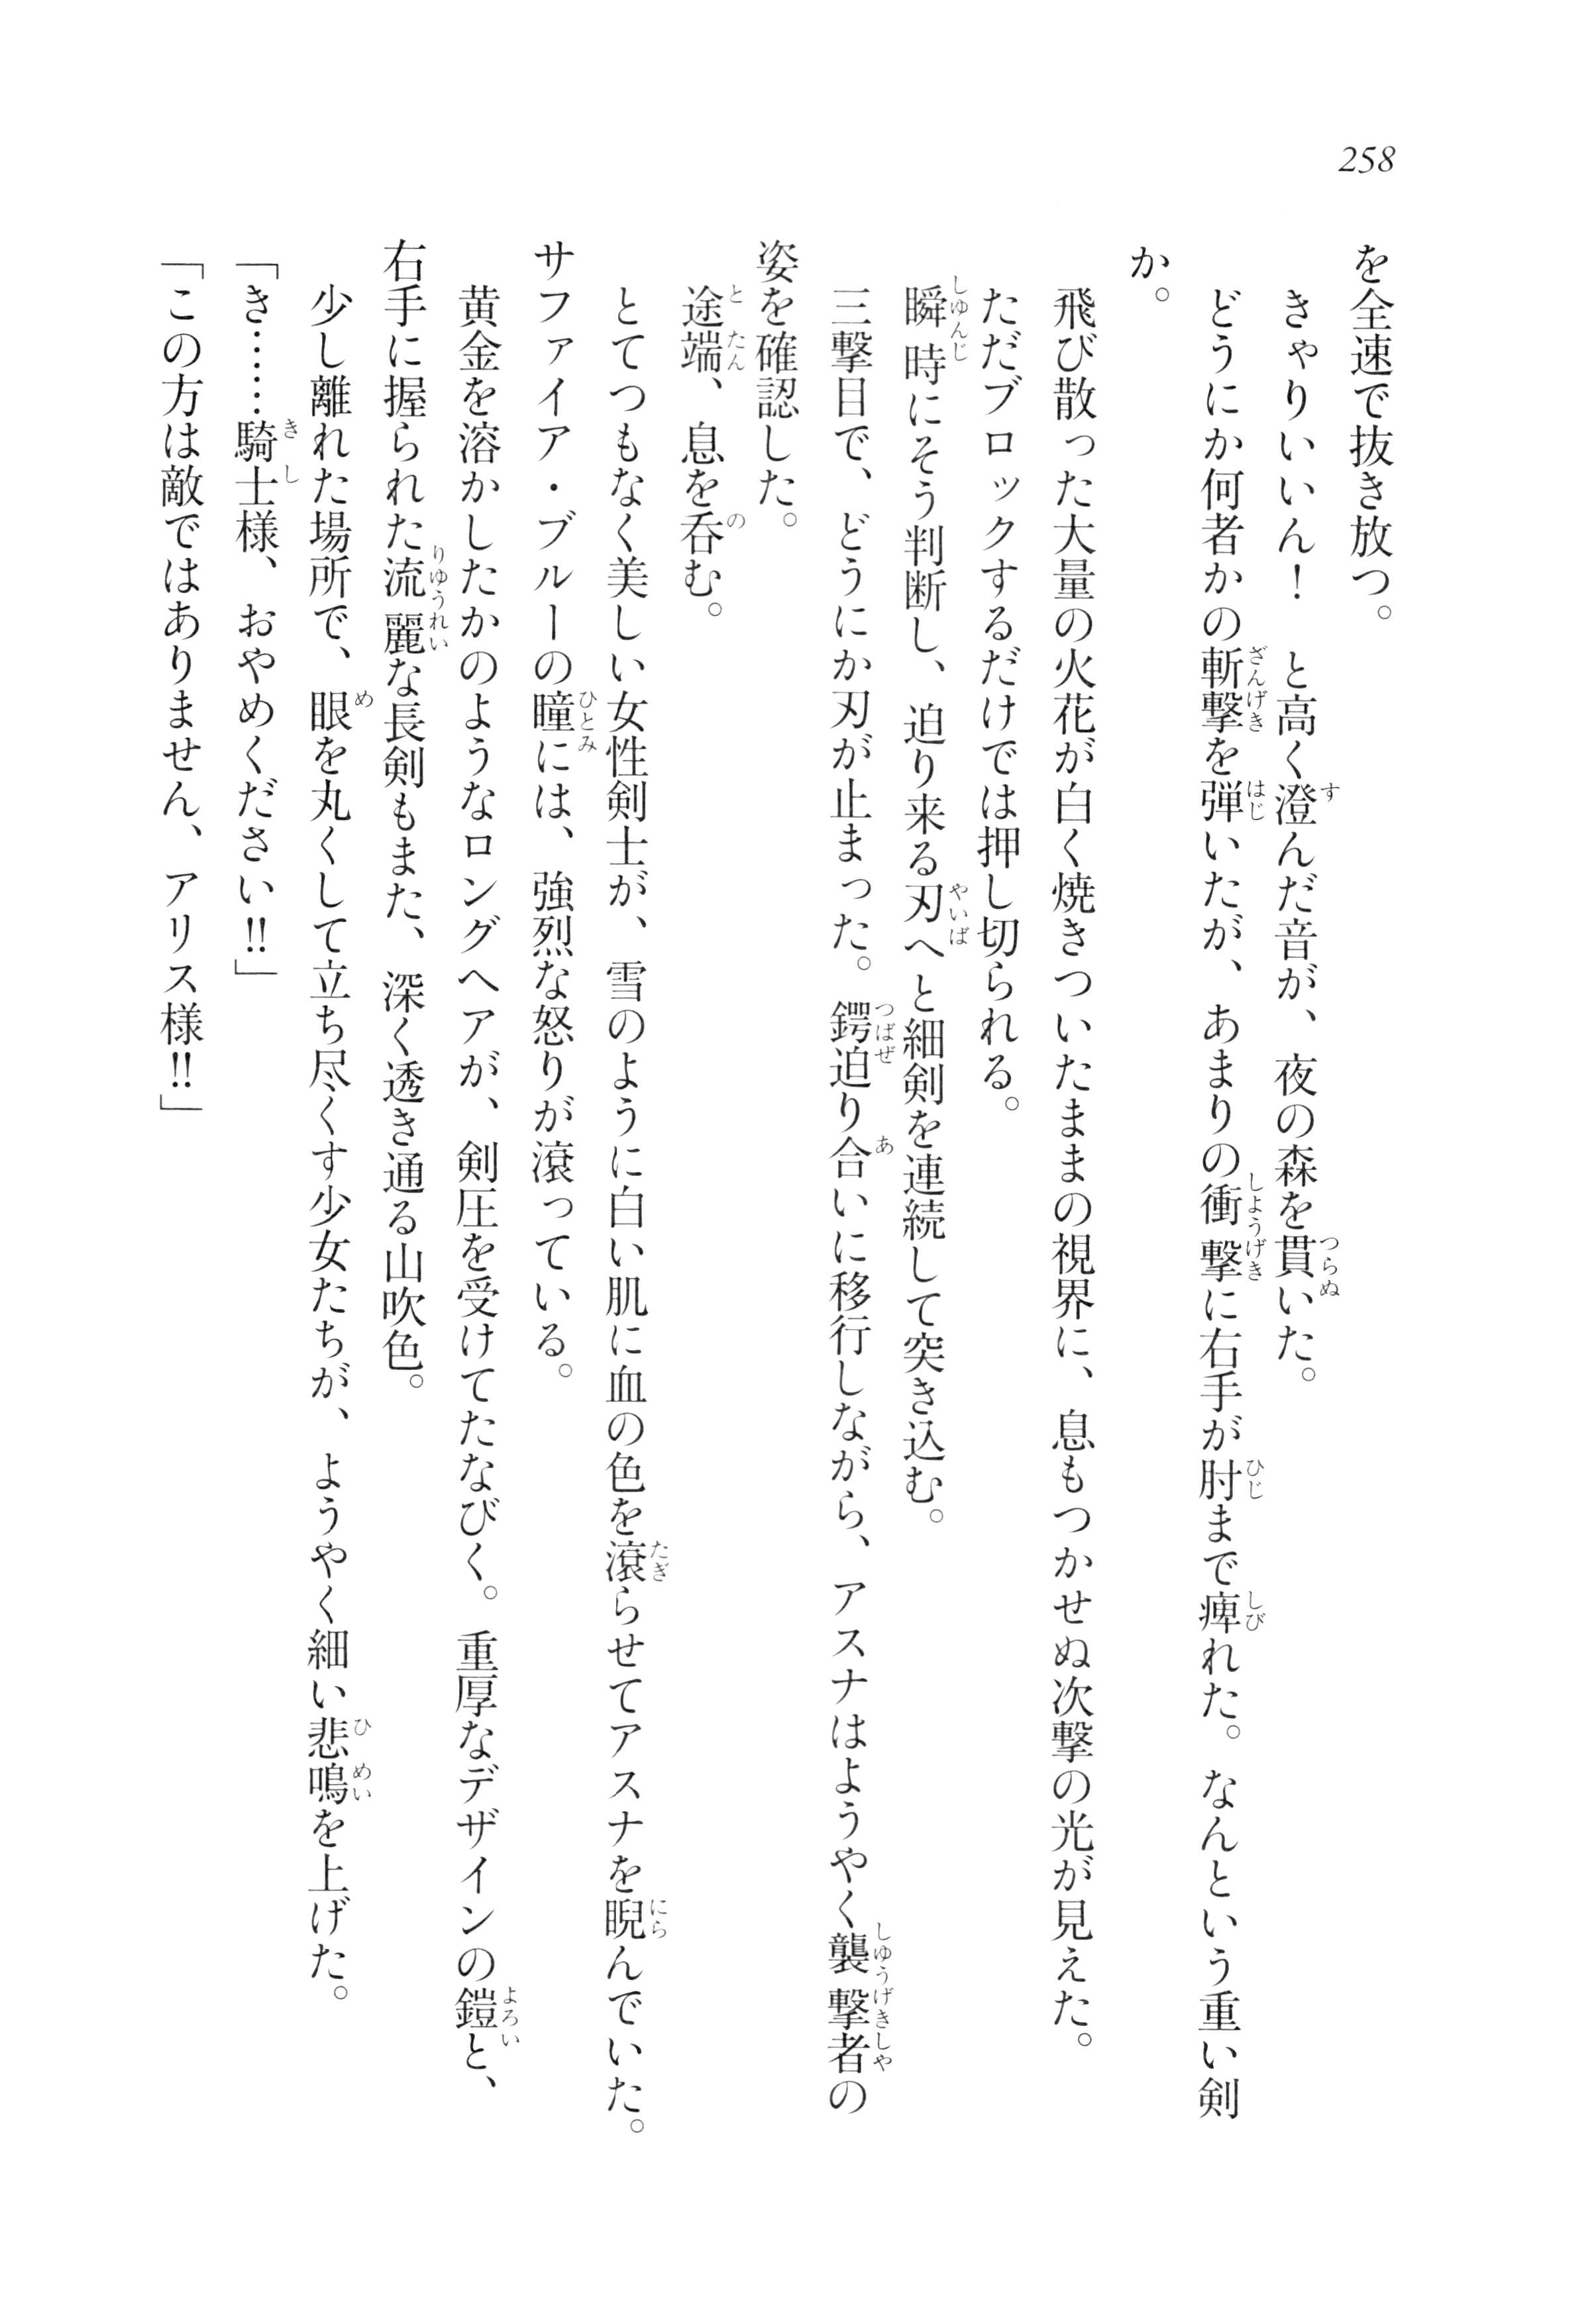 258
を全速で抜き放つ。
きゃりいいん！　と高く澄んだ音が、夜の森を貫いた。
どうにか何者かの斬撃を弾いたが、あまりの衝撃に右手が肘まで痺れた。なんという重い剣
か。
飛び散った大量の火花が白く焼きついたままの視界に、息もつかせぬ次撃の光が見えた。
ただブロックするだけでは押し切られる。
瞬時にそう判断し、迫り来る刃へと細剣を連続して突き込む。
三撃目で、どうにか刃が止まった。鍔迫り合いに移行しながら、アスナはようやく襲撃者の
姿を確認した。
途端、息を呑む。
とてつもなく美しい女性剣士が、雪のように白い肌に血の色を滾らせてアスナを睨んでいた。
サファイア・ブルーの瞳には、強烈な怒りが滾っている。
黄金を溶かしたかのようなロングヘアが、剣圧を受けてたなびく。重厚なデザインの鎧と、
右手に握られた流麗な長剣もまた、深く透き通る山吹色。
少し離れた場所で、眼を丸くして立ち尽くす少女たちが、ようやく細い悲鳴を上げた。
「き……騎士様、おやめください!!」
「この方は敵ではありません、アリス様!!」